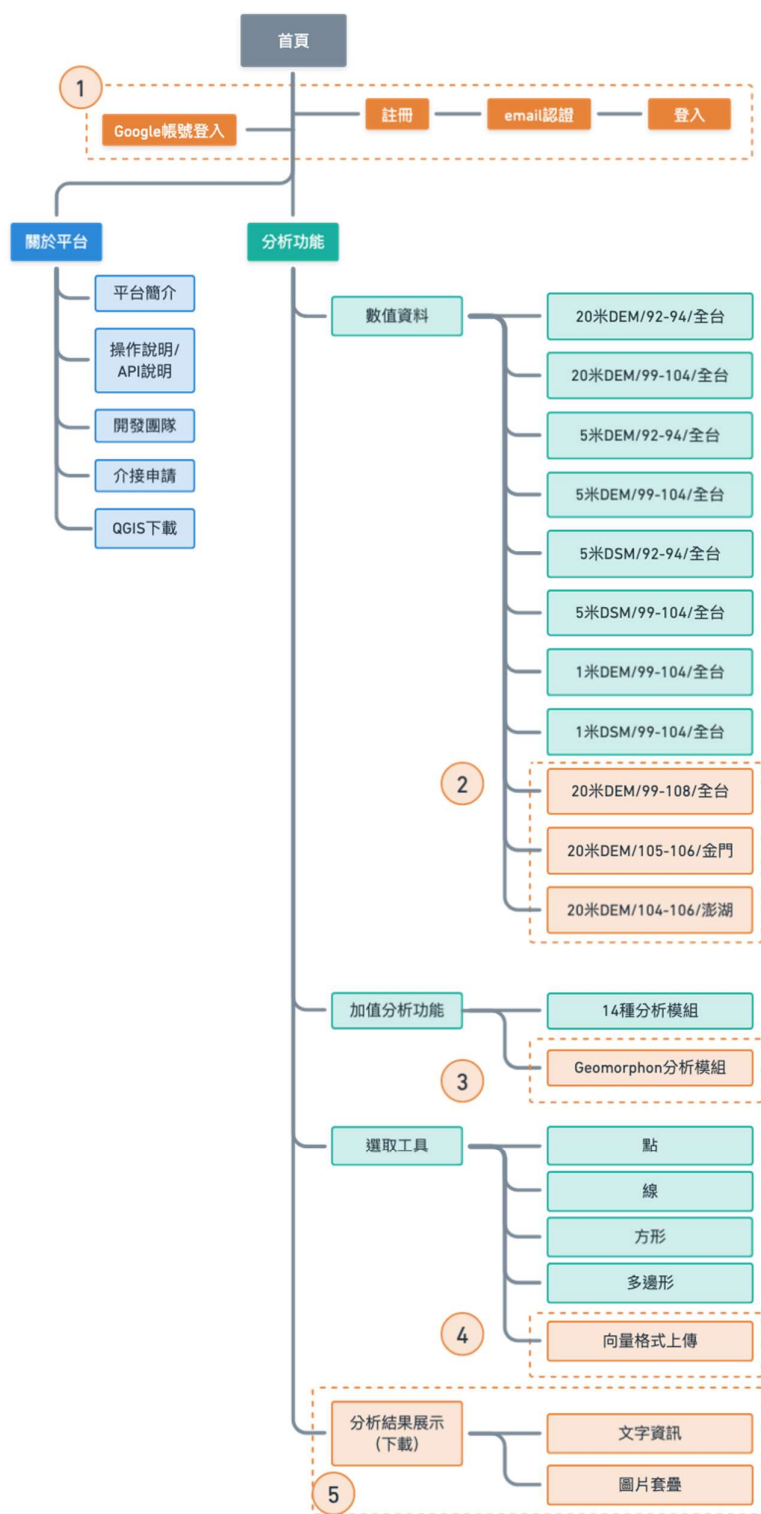 首頁
1
Google帳號登入
註冊
email認證
登入
關於平台
平台簡介
操作說明/
API說明
開發團隊
介接申請
QGIS下載
分析功能
數值資料
20米DEM/92-94/全台
20米DEM/99-104/全台
5米DEM/92-94/全台
5米DEM/99-104/全台
5米DSM/92-94/全台
5米DSM/99-104/全台
1米DEM/99-104/全台
1米DSM/99-104/全台
2
20米DEM/99-108/全台
20米DEM/105-106/金門
20米DEM/104-106/澎湖
加值分析功能
14種分析模組
3
Geomorphon分析模組
選取工具
點
線
方形
多邊形
4
向量格式上傳
分析結果展示
(下載)
文字資訊
圖片套疊
5